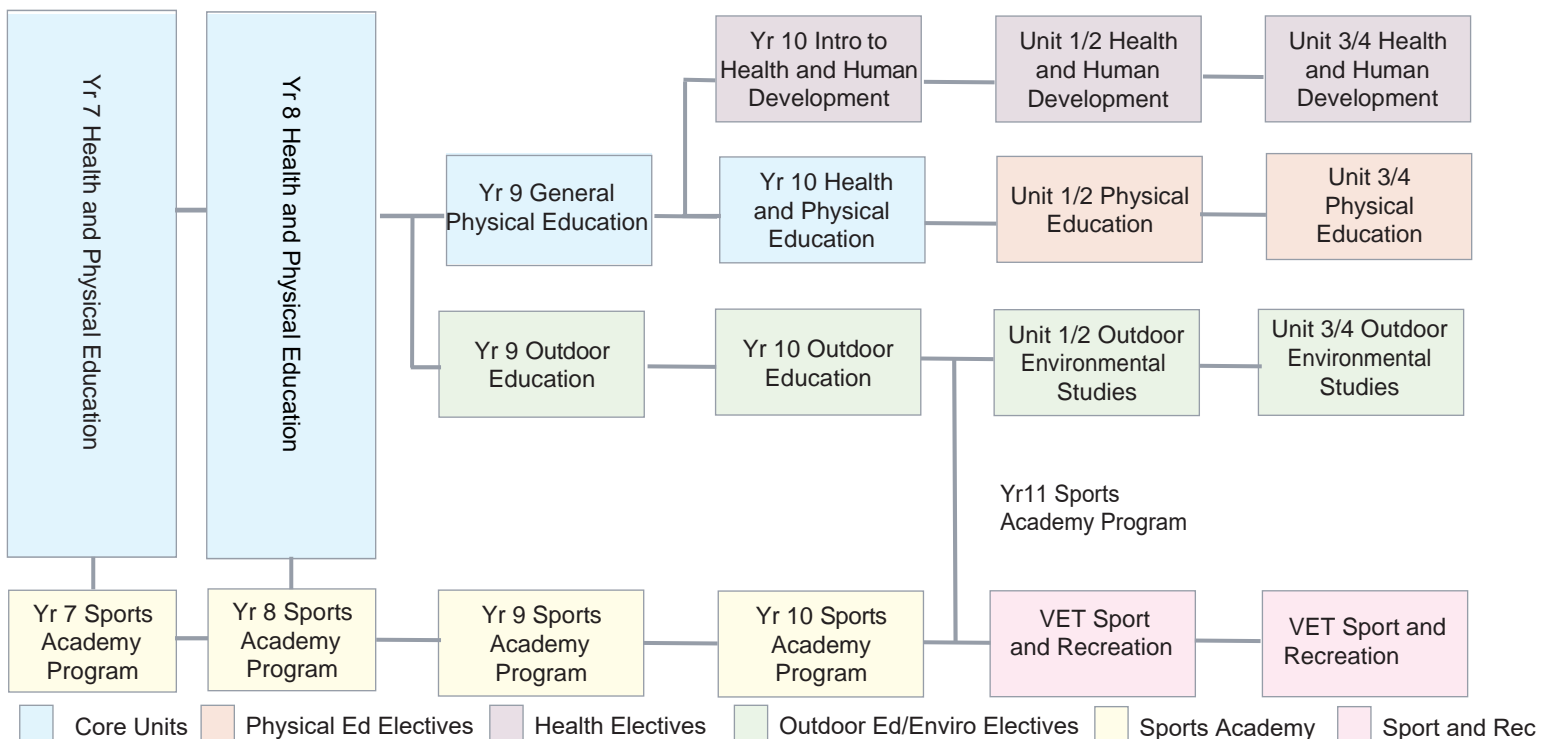 Yr 7 Health and Physical Education
Yr 8 Health and Physical Education
Yr 10 Intro to
Health and Human
Development
Unit 1/2 Health
and Human
Development
Unit 3/4 Health
and Human
Development
Yr 9 General
Physical Education
Yr 10 Health
and Physical
Education
Unit 1/2 Physical
Education
Unit 3/4
Physical
Education
Yr 9 Outdoor
Education
Yr 10 Outdoor
Education
Unit 1/2 Outdoor
Environmental
Studies
Unit 3/4 Outdoor
Environmental
Studies
Yr11 Sports
Academy Program
Yr 7 Sports
Academy
Program
Yr 8 Sports
Academy
Program
Yr 9 Sports
Academy
Program
Yr 10 Sports
Academy
Program
VET Sport
and Recreation
VET Sport and
Recreation
Core Units
Physical Ed Electives
Health Electives
Outdoor Ed/Enviro Electives
Sports Academy
Sport and Rec